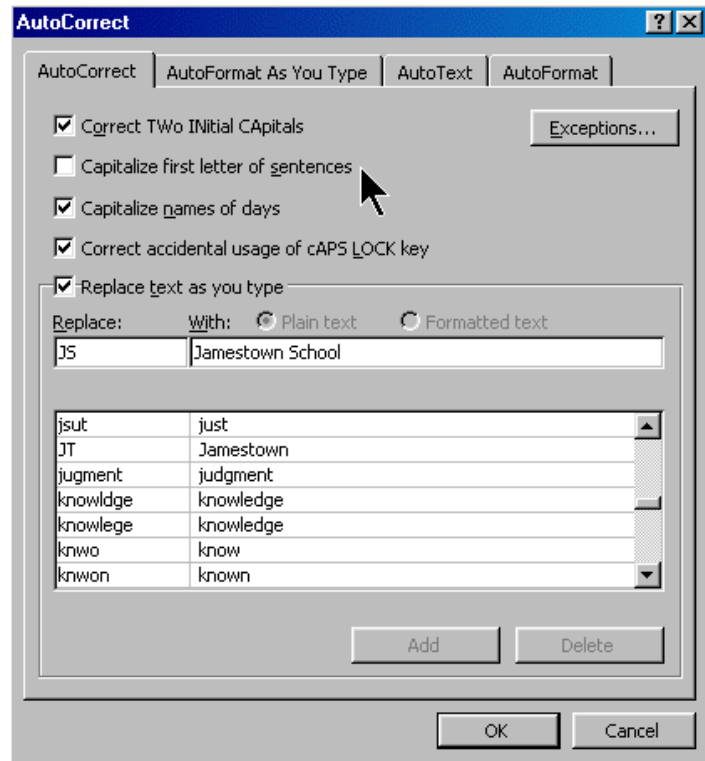 AutoCorrect
AutoCorrect AutoFormat As You Type AutoText AutoFormat
Correct TWo INitial CApitals Exceptions...
Capitalize first letter of sentences
Capitalize names of days
Correct accidental usage of cAPS LOCK key
Replace text as you type
Replace: With: Plain text Formatted text
JS Jamestown School
jsut just
JT Jamestown
jugment judgment
knowldge knowledge
knowlege knowledge
knwo know
knwon known
Add Delete
OK Cancel